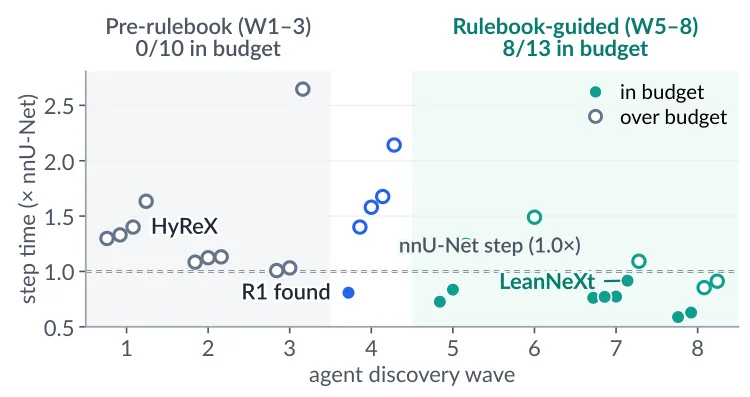 Pre-rulebook (W1–3)
0/10 in budget
Rulebook-guided (W5–8)
8/13 in budget
in budget
over budget
step time (× nnU-Net)
2.5
2.0
1.5
1.0
0.5
HyReX
nnU-Net step (1.0×)
R1 found
LeanNeXt
1 2 3 4 5 6 7 8
agent discovery wave